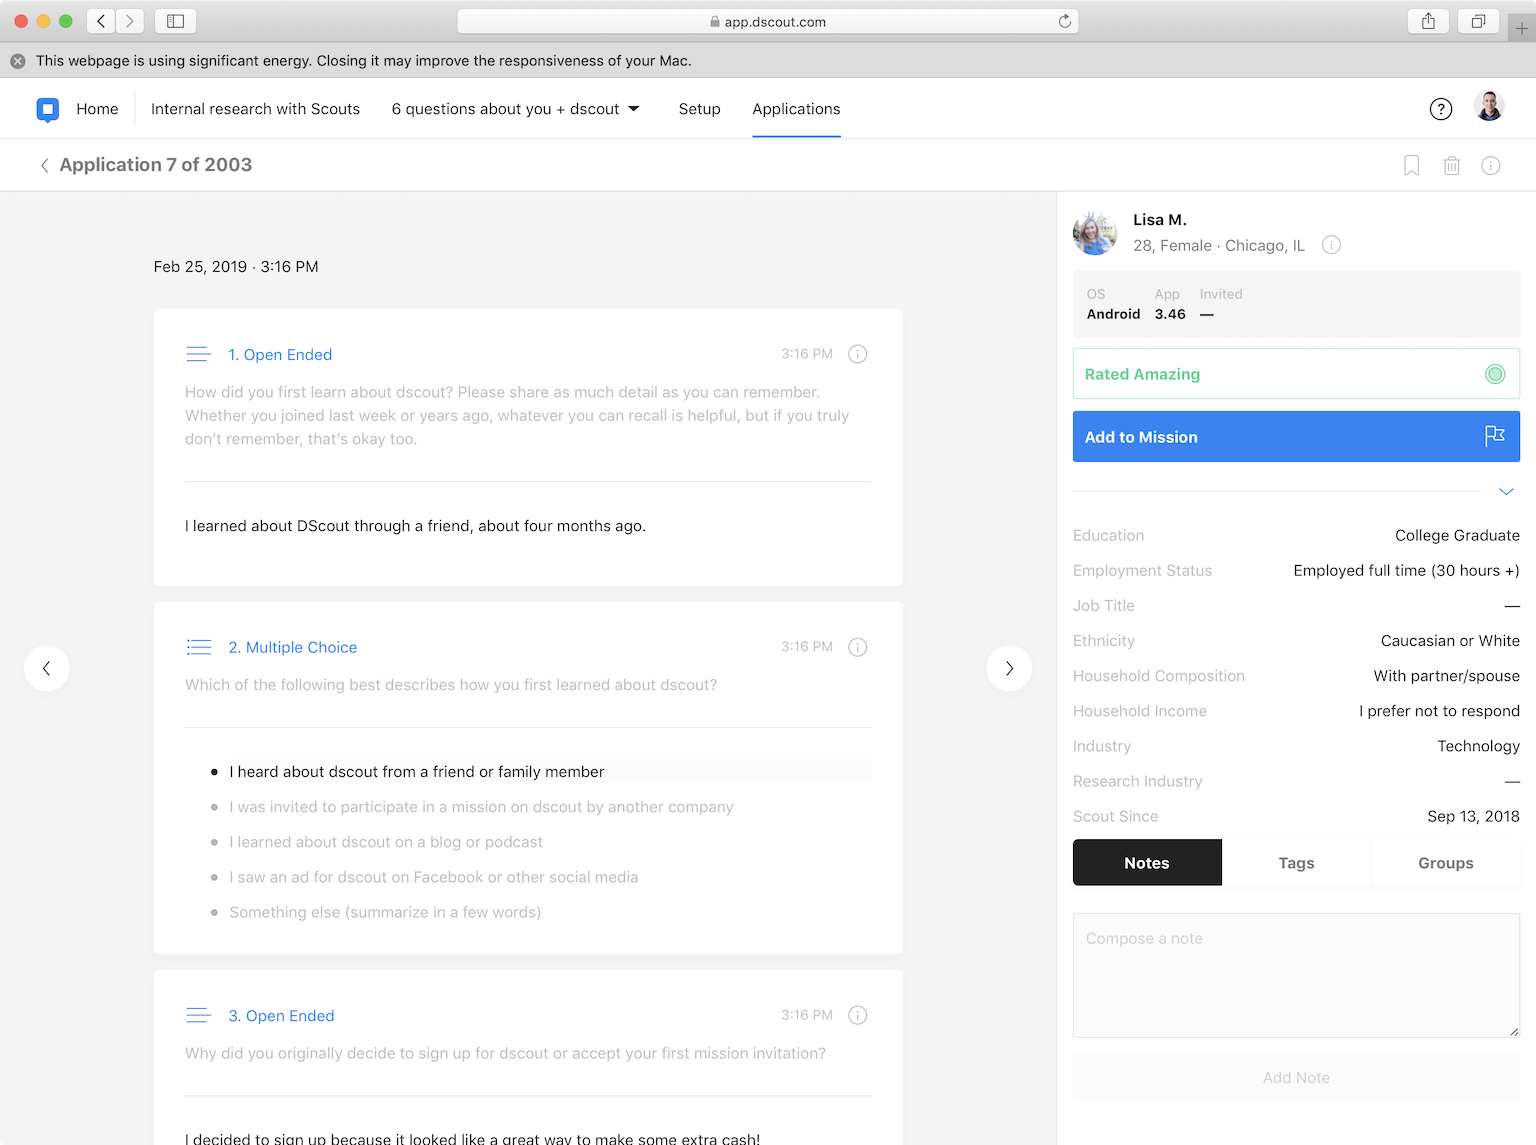 app.dscout.com
This webpage is using significant energy. Closing it may improve the responsiveness of your Mac.
Home
Internal research with Scouts
6 questions about you + dscout
Setup
Applications
Application 7 of 2003
Feb 25, 2019 · 3:16 PM
1. Open Ended
3:16 PM
How did you first learn about dscout? Please share as much detail as you can remember.
Whether you joined last week or years ago, whatever you can recall is helpful, but if you truly
don’t remember, that’s okay too.
I learned about DScout through a friend, about four months ago.
2. Multiple Choice
3:16 PM
Which of the following best describes how you first learned about dscout?
I heard about dscout from a friend or family member
I was invited to participate in a mission on dscout by another company
I learned about dscout on a blog or podcast
I saw an ad for dscout on Facebook or other social media
Something else (summarize in a few words)
3. Open Ended
3:16 PM
Why did you originally decide to sign up for dscout or accept your first mission invitation?
I decided to sign up because it looked like a great way to make some extra cash!
Lisa M.
28, Female · Chicago, IL
OS App Invited
Android 3.46 —
Rated Amazing
Add to Mission
Education College Graduate
Employment Status Employed full time (30 hours +)
Job Title —
Ethnicity Caucasian or White
Household Composition With partner/spouse
Household Income I prefer not to respond
Industry Technology
Research Industry —
Scout Since Sep 13, 2018
Notes Tags Groups
Compose a note
Add Note